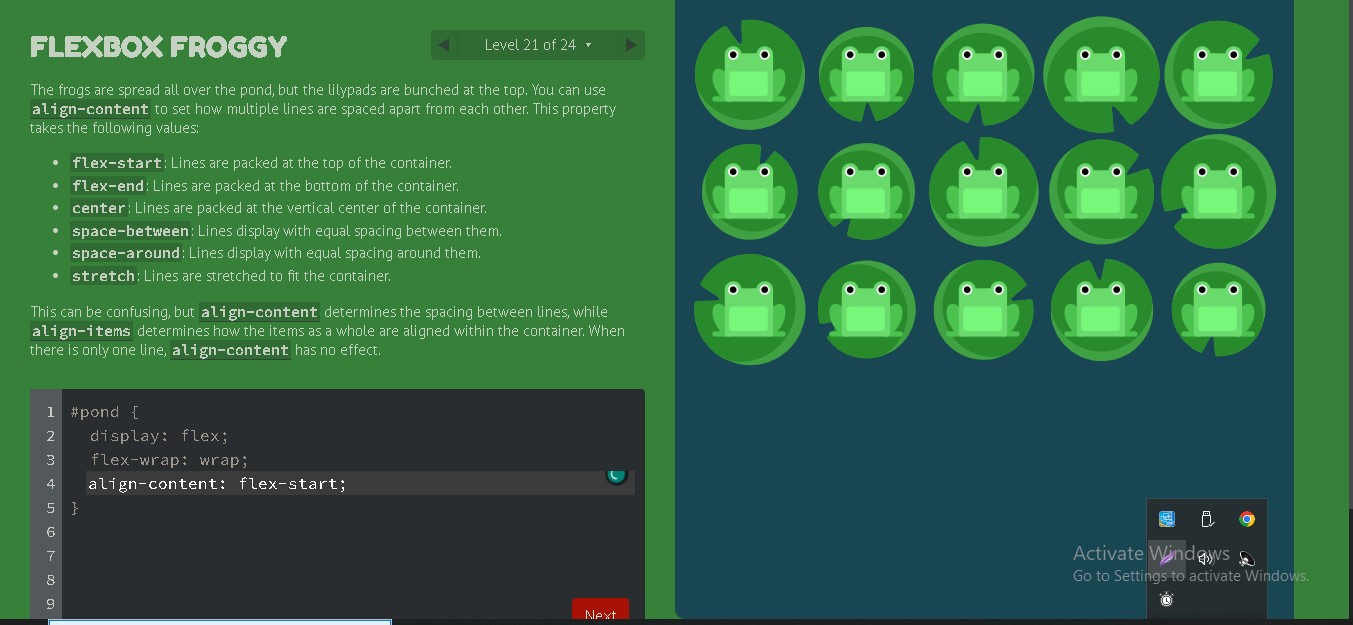 FLEXBOX FROGGY
Level 21 of 24
The frogs are spread all over the pond, but the lilypads are bunched at the top. You can use
align-content to set how multiple lines are spaced apart from each other. This property
takes the following values:
flex-start: Lines are packed at the top of the container.
flex-end: Lines are packed at the bottom of the container.
center: Lines are packed at the vertical center of the container.
space-between: Lines display with equal spacing between them.
space-around: Lines display with equal spacing around them.
stretch: Lines are stretched to fit the container.
This can be confusing, but align-content determines the spacing between lines, while
align-items determines how the items as a whole are aligned within the container. When
there is only one line, align-content has no effect.
1 #pond {
2 display: flex;
3 flex-wrap: wrap;
4 align-content: flex-start;
5 }
6
7
8
9
Next
Activate Windows
Go to Settings to activate Windows.